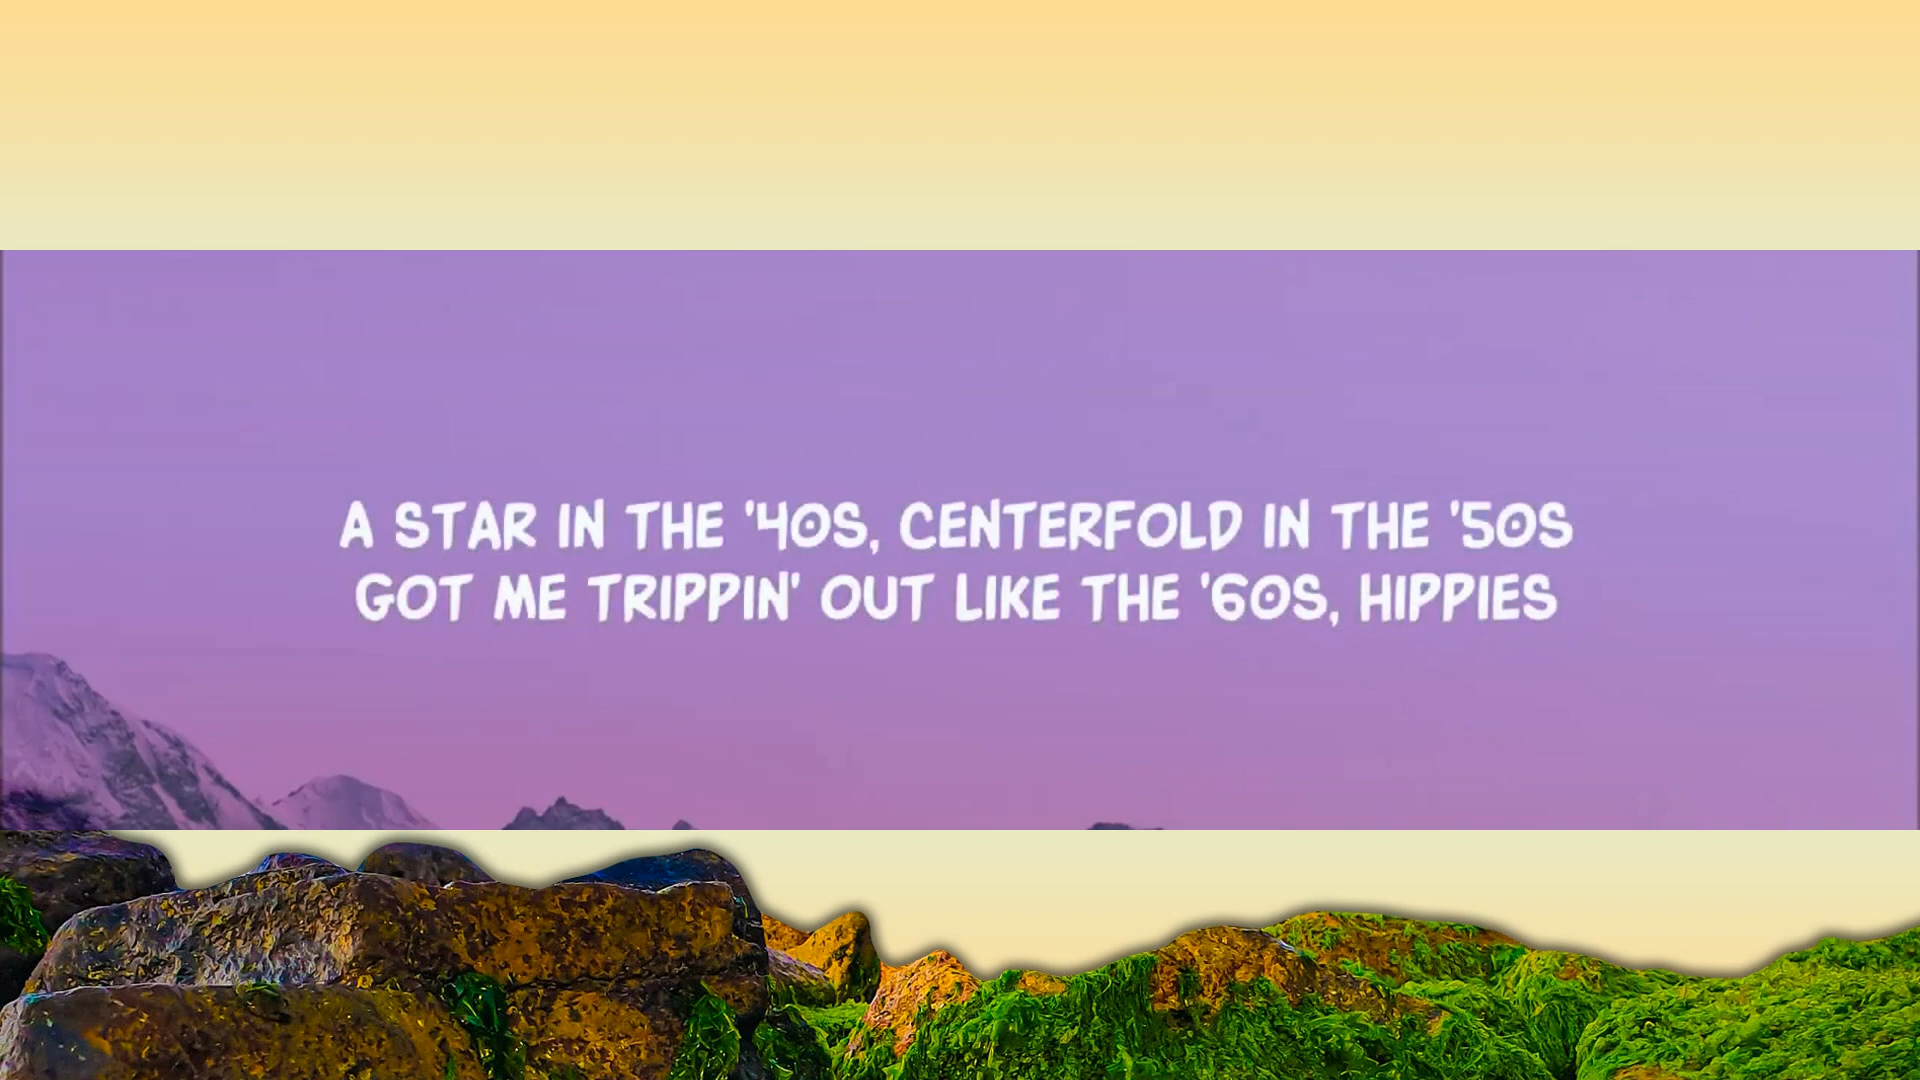 A STAR IN THE '40S, CENTERFOLD IN THE '50S
GOT ME TRIPPIN' OUT LIKE THE '60S, HIPPIES